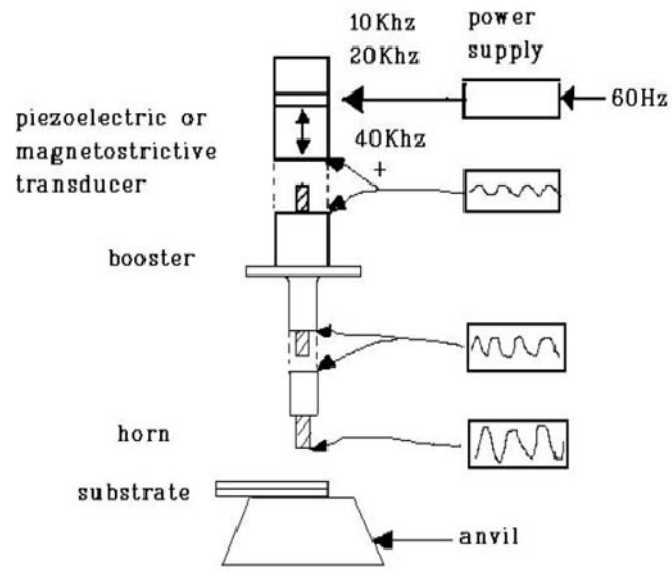 10Khz
20Khz
power
supply
60Hz
piezoelectric or
magnetostrictive
transducer
40Khz
+
booster
horn
substrate
anvil